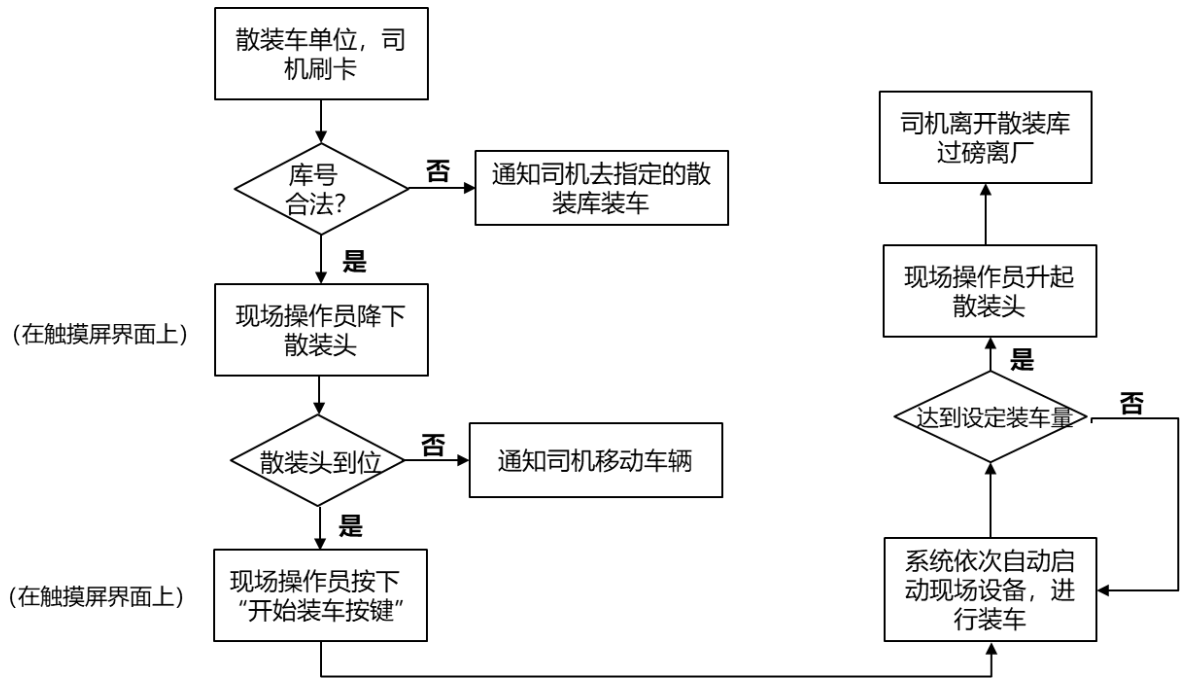 散装车单位，司
机刷卡
库号
合法？
否
通知司机去指定的散
装库装车
是
（在触摸屏界面上）
现场操作员降下
散装头
散装头到位
否
通知司机移动车辆
是
（在触摸屏界面上）
现场操作员按下
“开始装车按键”
系统依次自动启
动现场设备，进
行装车
达到设定装车量
否
是
现场操作员升起
散装头
司机离开散装库
过磅离厂